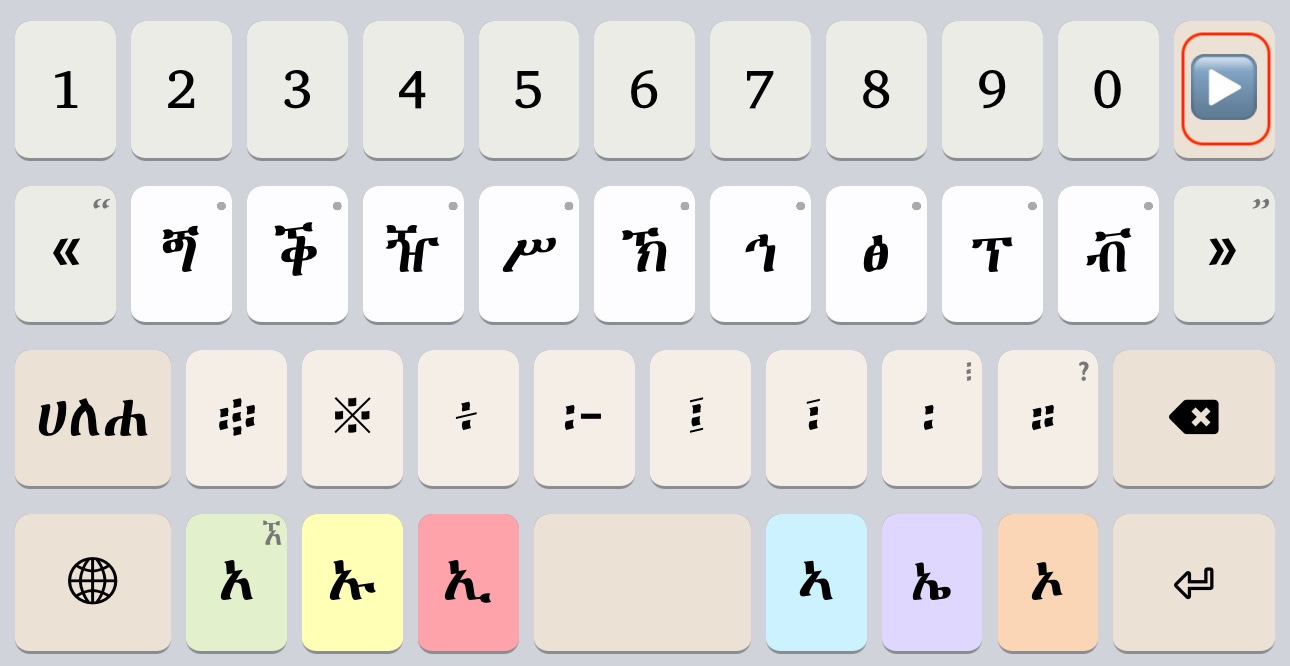 1 2 3 4 5 6 7 8 9 0 ▶
« “ ጝ ቕ ዥ ሥ ኽ ኅ ፅ ፕ ቭ » ”
ሀለሐ ፨ ※ ÷ ፦ ፤ ፣ ፡ ፧ ። ?
አ ኧ ኡ ኢ ኣ ኤ ኦ